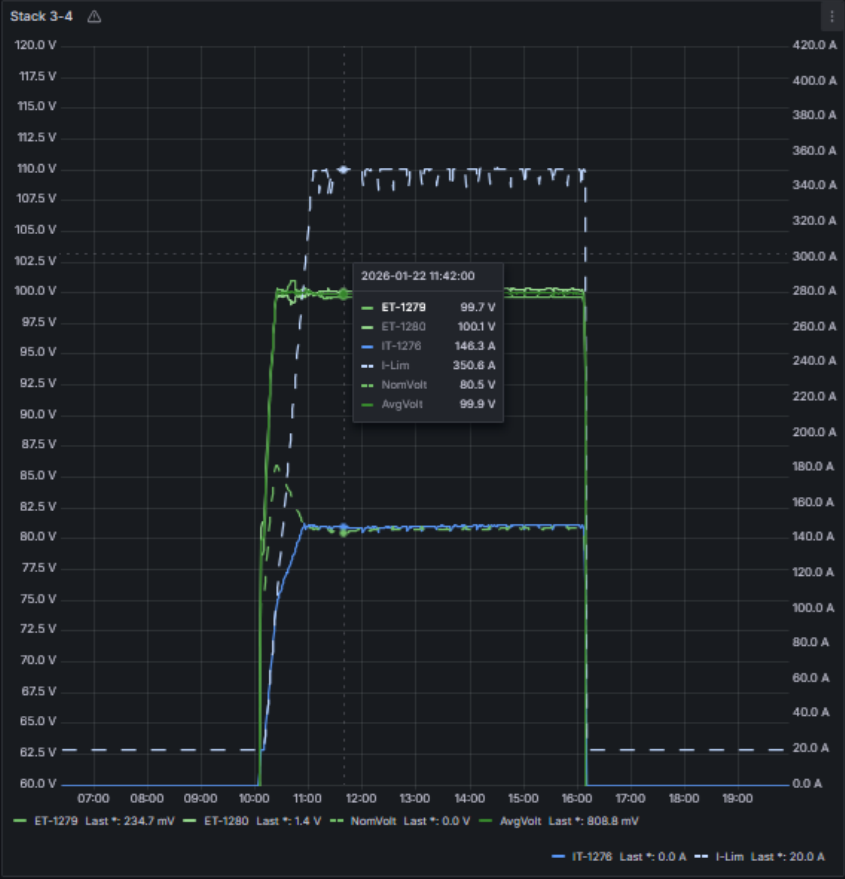 Stack 3-4
120.0 V 420.0 A
117.5 V 400.0 A
115.0 V 380.0 A
112.5 V 360.0 A
110.0 V 340.0 A
107.5 V 320.0 A
105.0 V 300.0 A
102.5 V 280.0 A
100.0 V 260.0 A
97.5 V 240.0 A
95.0 V 220.0 A
92.5 V 200.0 A
90.0 V 180.0 A
87.5 V 160.0 A
85.0 V 140.0 A
82.5 V 120.0 A
80.0 V 100.0 A
77.5 V 80.0 A
75.0 V 60.0 A
72.5 V 40.0 A
70.0 V 20.0 A
67.5 V 0.0 A
65.0 V
62.5 V
60.0 V
2026-01-22 11:42:00
ET-1279 99.7 V
ET-1280 100.1 V
IT-1276 146.3 A
I-Lim 350.6 A
NomVolt 80.5 V
AvgVolt 99.9 V
07:00 08:00 09:00 10:00 11:00 12:00 13:00 14:00 15:00 16:00 17:00 18:00 19:00
ET-1279 Last *: 234.7 mV ET-1280 Last *: 1.4 V NomVolt Last *: 0.0 V AvgVolt Last *: 808.8 mV
IT-1276 Last *: 0.0 A I-Lim Last *: 20.0 A